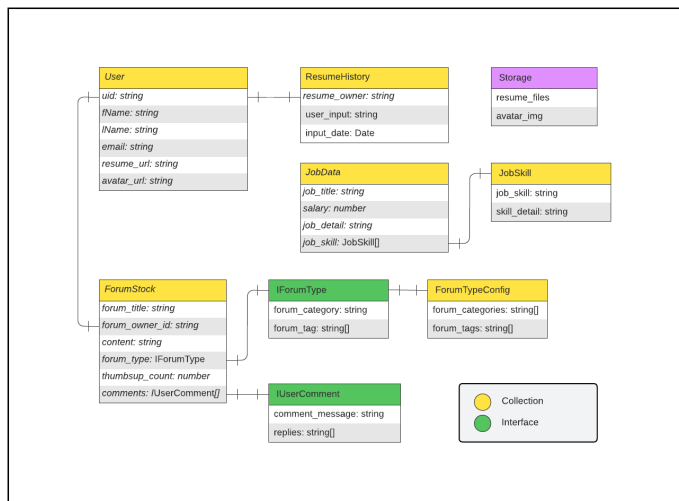 User
uid: string
fName: string
lName: string
email: string
resume_url: string
avatar_url: string
ResumeHistory
resume_owner: string
user_input: string
input_date: Date
Storage
resume_files
avatar_img
JobData
job_title: string
salary: number
job_detail: string
job_skill: JobSkill[]
JobSkill
job_skill: string
skill_detail: string
ForumStock
forum_title: string
forum_owner_id: string
content: string
forum_type: IForumType
thumbsup_count: number
comments: IUserComment[]
IForumType
forum_category: string
forum_tag: string[]
ForumTypeConfig
forum_categories: string[]
forum_tags: string[]
IUserComment
comment_message: string
replies: string[]
Collection
Interface